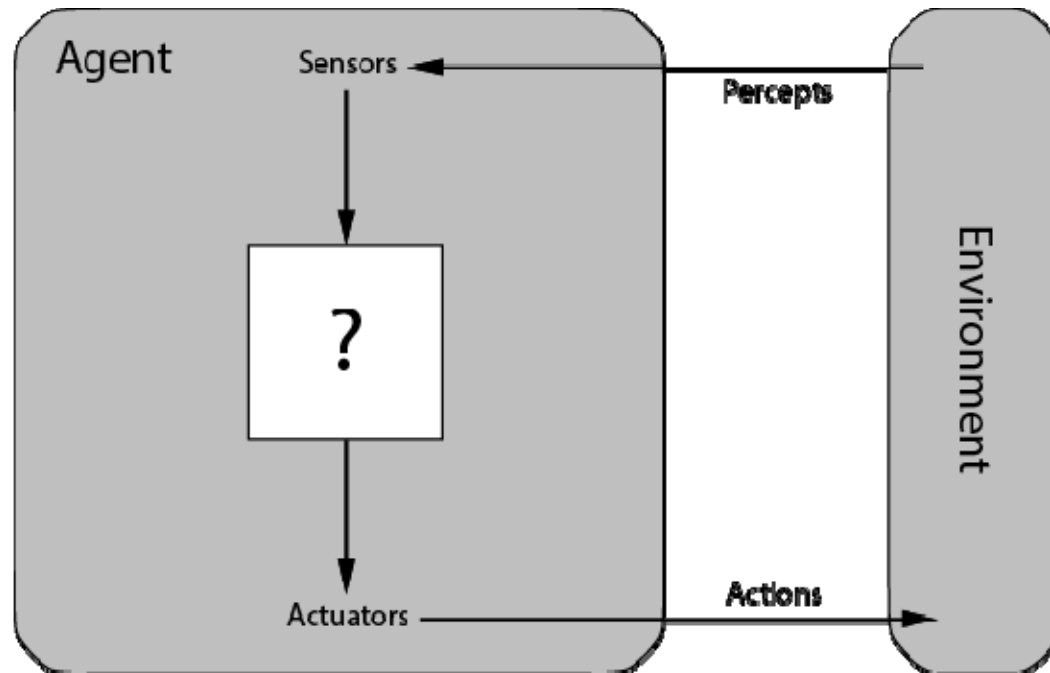 Agent
Sensors
Percepts
?
Environment
Actions
Actuators